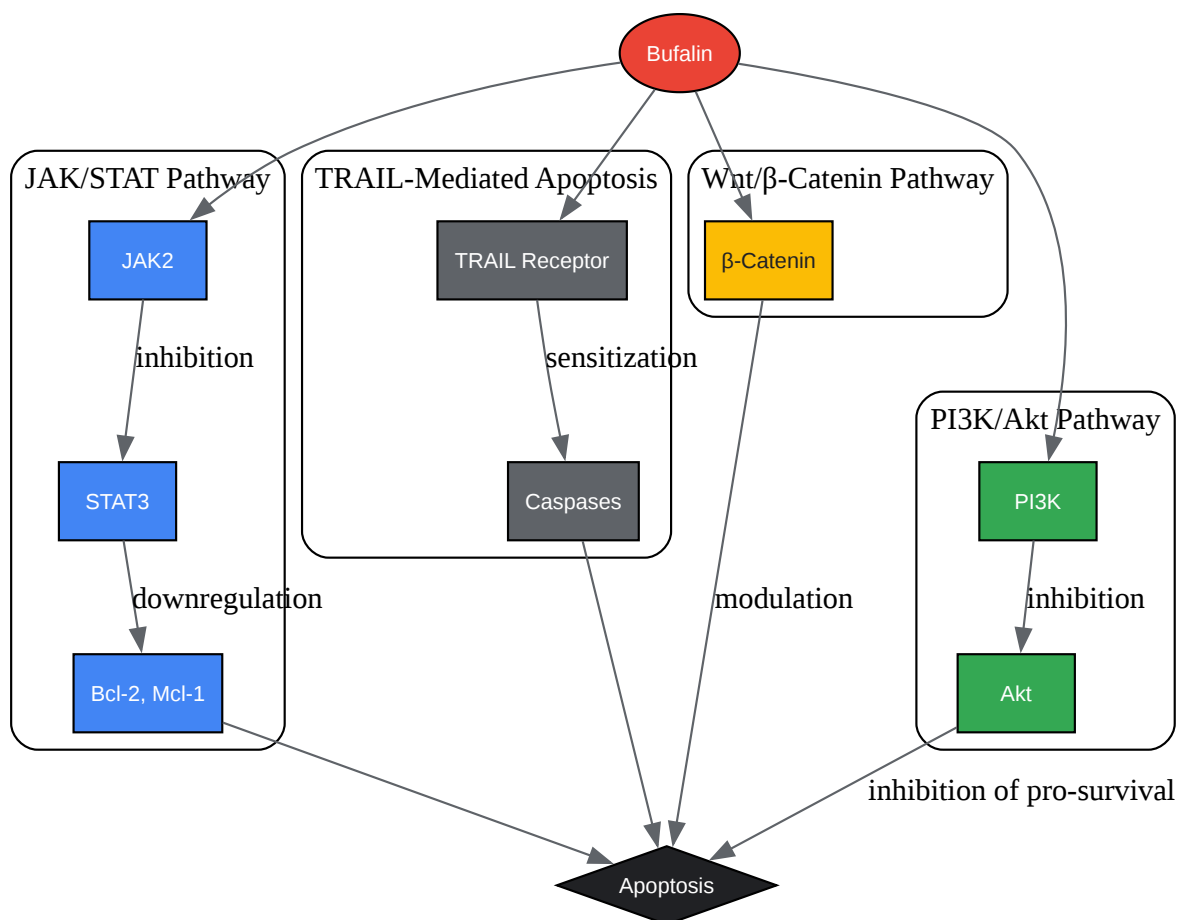 Bufalin
JAK/STAT Pathway
TRAIL-Mediated Apoptosis
Wnt/β-Catenin Pathway
JAK2
TRAIL Receptor
β-Catenin
inhibition
sensitization
PI3K/Akt Pathway
STAT3
Caspases
PI3K
downregulation
modulation
inhibition
Bcl-2, Mcl-1
Akt
inhibition of pro-survival
Apoptosis